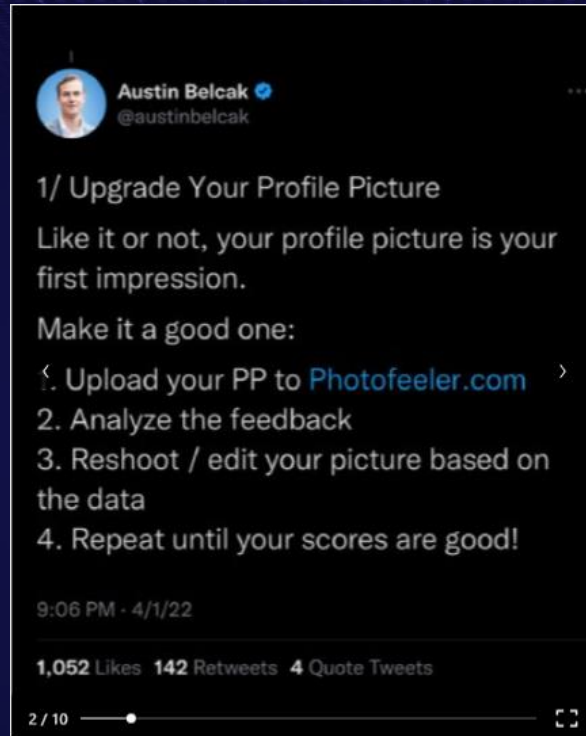 Austin Belcak
@austinbelcak
1/ Upgrade Your Profile Picture
Like it or not, your profile picture is your
first impression.
Make it a good one:
1. Upload your PP to Photofeeler.com
2. Analyze the feedback
3. Reshoot / edit your picture based on
the data
4. Repeat until your scores are good!
9:06 PM · 4/1/22
1,052 Likes 142 Retweets 4 Quote Tweets
2 / 10